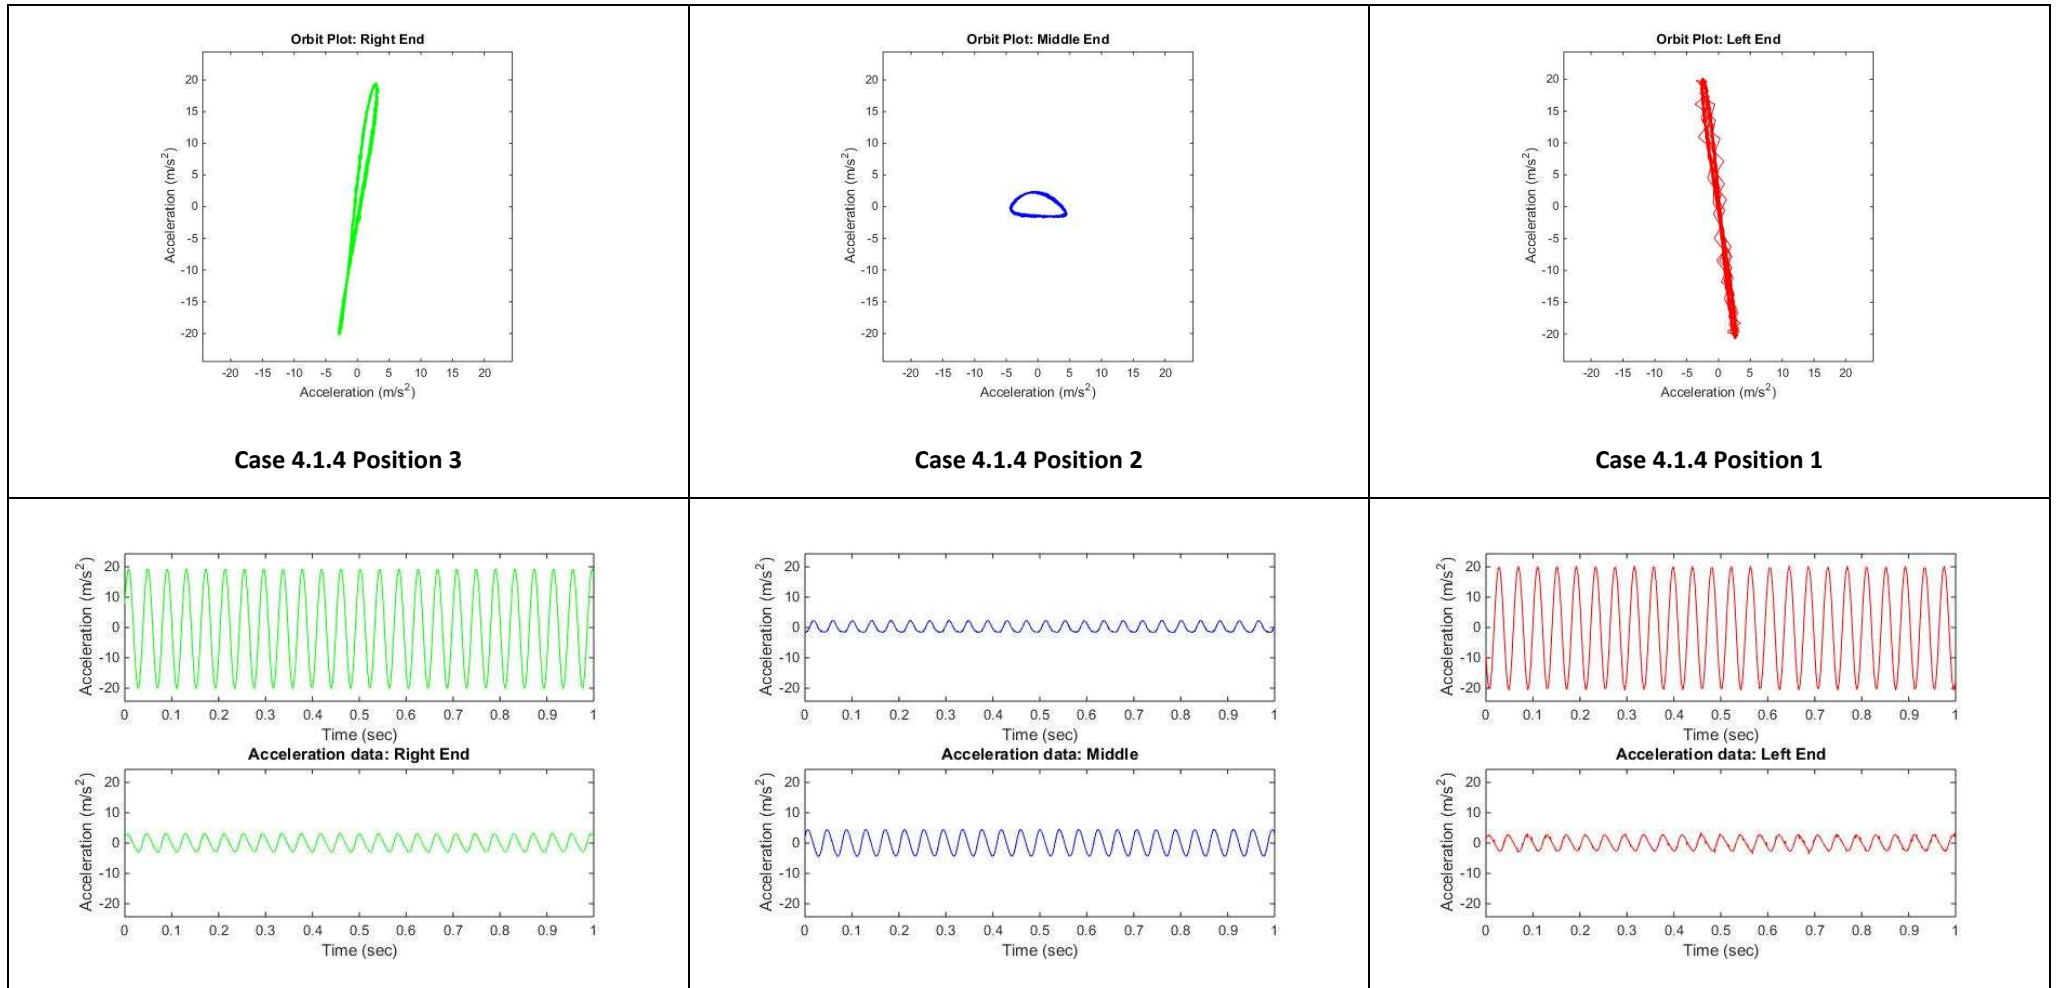 Orbit Plot: Right End
20
15
10
5
0
-5
-10
-15
-20
Acceleration (m/s²)
-20 -15 -10 -5 0 5 10 15 20
Acceleration (m/s²)
Case 4.1.4 Position 3
Orbit Plot: Middle End
20
15
10
5
0
-5
-10
-15
-20
Acceleration (m/s²)
-20 -15 -10 -5 0 5 10 15 20
Acceleration (m/s²)
Case 4.1.4 Position 2
Orbit Plot: Left End
20
15
10
5
0
-5
-10
-15
-20
Acceleration (m/s²)
-20 -15 -10 -5 0 5 10 15 20
Acceleration (m/s²)
Case 4.1.4 Position 1
20
10
0
-10
-20
Acceleration (m/s²)
0 0.1 0.2 0.3 0.4 0.5 0.6 0.7 0.8 0.9 1
Time (sec)
Acceleration data: Right End
20
10
0
-10
-20
Acceleration (m/s²)
0 0.1 0.2 0.3 0.4 0.5 0.6 0.7 0.8 0.9 1
Time (sec)
20
10
0
-10
-20
Acceleration (m/s²)
0 0.1 0.2 0.3 0.4 0.5 0.6 0.7 0.8 0.9 1
Time (sec)
Acceleration data: Middle
20
10
0
-10
-20
Acceleration (m/s²)
0 0.1 0.2 0.3 0.4 0.5 0.6 0.7 0.8 0.9 1
Time (sec)
20
10
0
-10
-20
Acceleration (m/s²)
0 0.1 0.2 0.3 0.4 0.5 0.6 0.7 0.8 0.9 1
Time (sec)
Acceleration data: Left End
20
10
0
-10
-20
Acceleration (m/s²)
0 0.1 0.2 0.3 0.4 0.5 0.6 0.7 0.8 0.9 1
Time (sec)